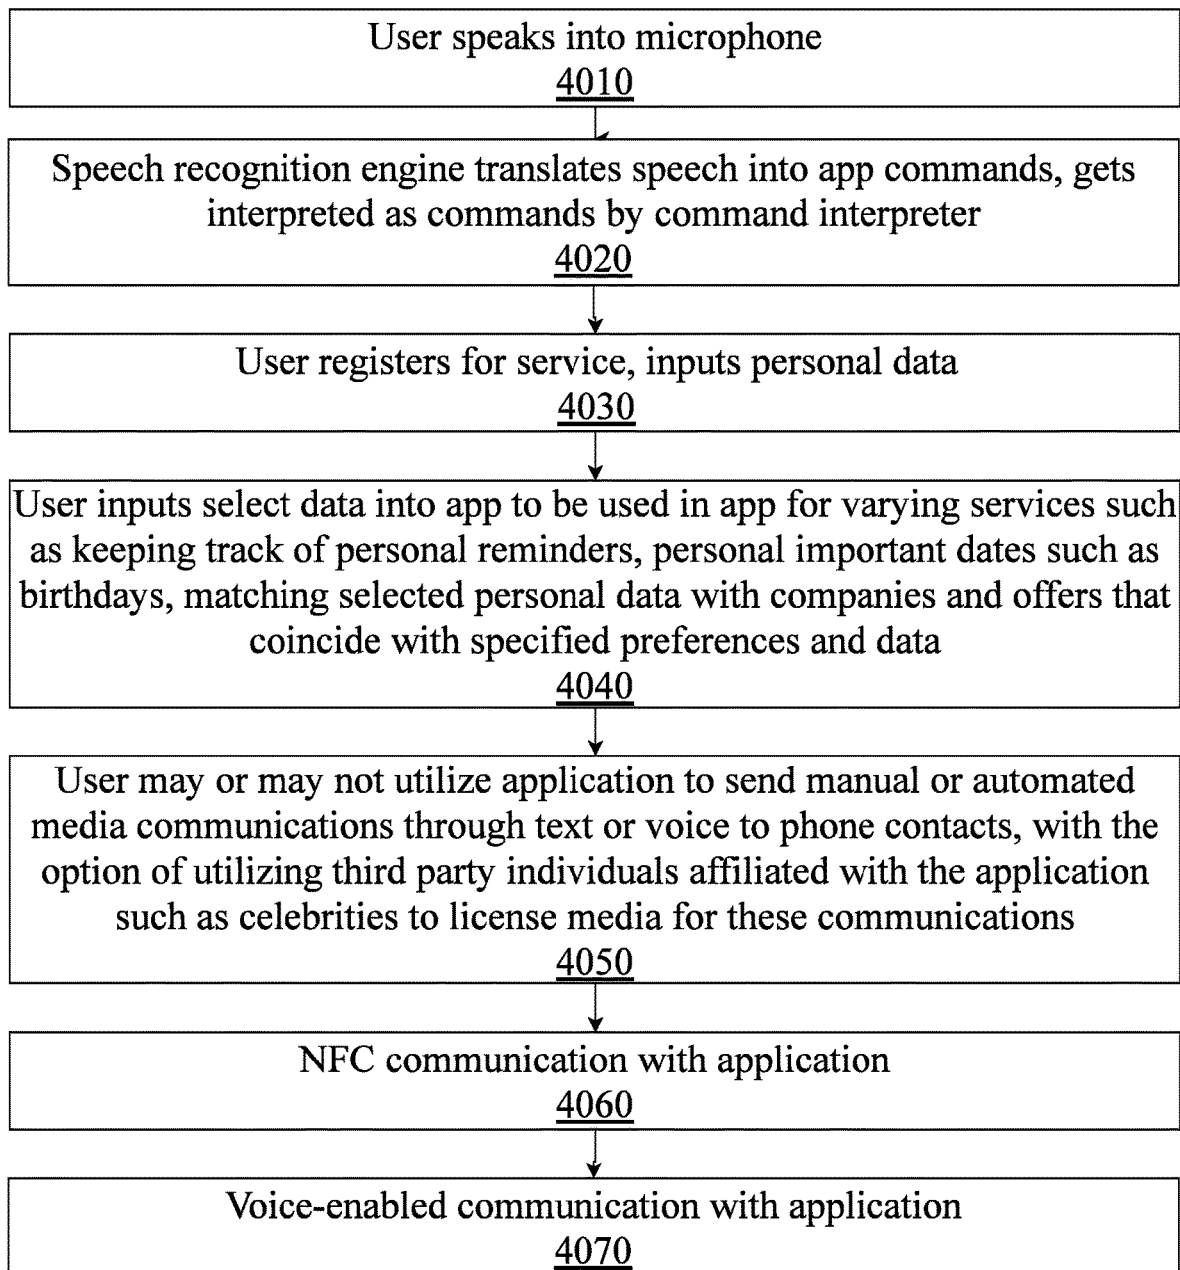 User speaks into microphone
4010
Speech recognition engine translates speech into app commands, gets
interpreted as commands by command interpreter
4020
User registers for service, inputs personal data
4030
User inputs select data into app to be used in app for varying services such
as keeping track of personal reminders, personal important dates such as
birthdays, matching selected personal data with companies and offers that
coincide with specified preferences and data
4040
User may or may not utilize application to send manual or automated
media communications through text or voice to phone contacts, with the
option of utilizing third party individuals affiliated with the application
such as celebrities to license media for these communications
4050
NFC communication with application
4060
Voice-enabled communication with application
4070